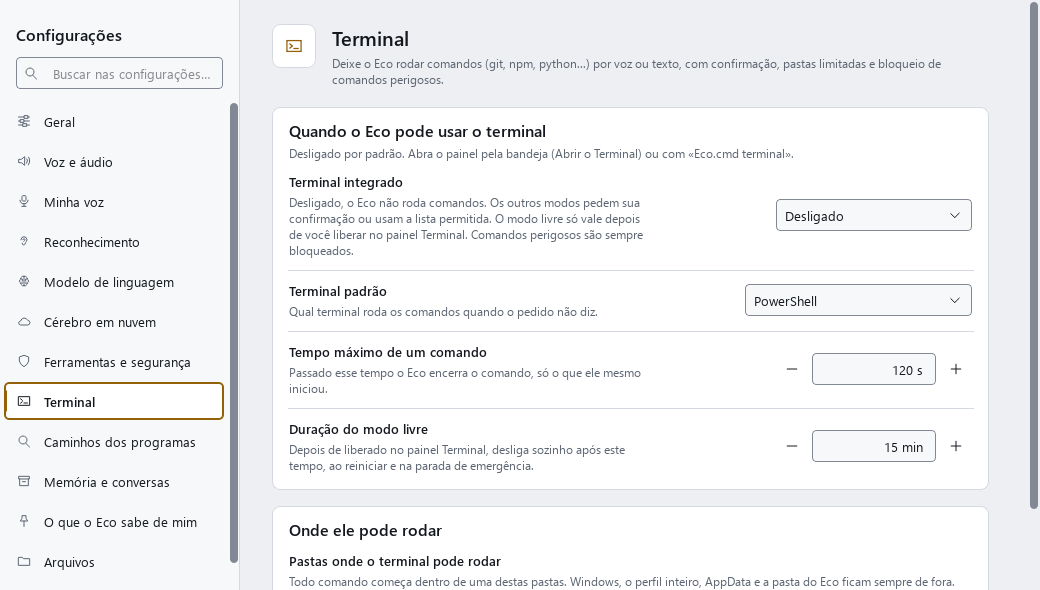 Configurações
Buscar nas configurações...
Geral
Voz e áudio
Minha voz
Reconhecimento
Modelo de linguagem
Cérebro em nuvem
Ferramentas e segurança
Terminal
Caminhos dos programas
Memória e conversas
O que o Eco sabe de mim
Arquivos
Terminal
Deixe o Eco rodar comandos (git, npm, python...) por voz ou texto, com confirmação, pastas limitadas e bloqueio de
comandos perigosos.
Quando o Eco pode usar o terminal
Desligado por padrão. Abra o painel pela bandeja (Abrir o Terminal) ou com «Eco.cmd terminal».
Terminal integrado
Desligado, o Eco não roda comandos. Os outros modos pedem sua
confirmação ou usam a lista permitida. O modo livre só vale depois
de você liberar no painel Terminal. Comandos perigosos são sempre
bloqueados.
Desligado
Terminal padrão
Qual terminal roda os comandos quando o pedido não diz.
PowerShell
Tempo máximo de um comando
Passado esse tempo o Eco encerra o comando, só o que ele mesmo
iniciou.
120 s
Duração do modo livre
Depois de liberado no painel Terminal, desliga sozinho após este
tempo, ao reiniciar e na parada de emergência.
15 min
Onde ele pode rodar
Pastas onde o terminal pode rodar
Todo comando começa dentro de uma destas pastas. Windows, o perfil inteiro, AppData e a pasta do Eco ficam sempre de fora.